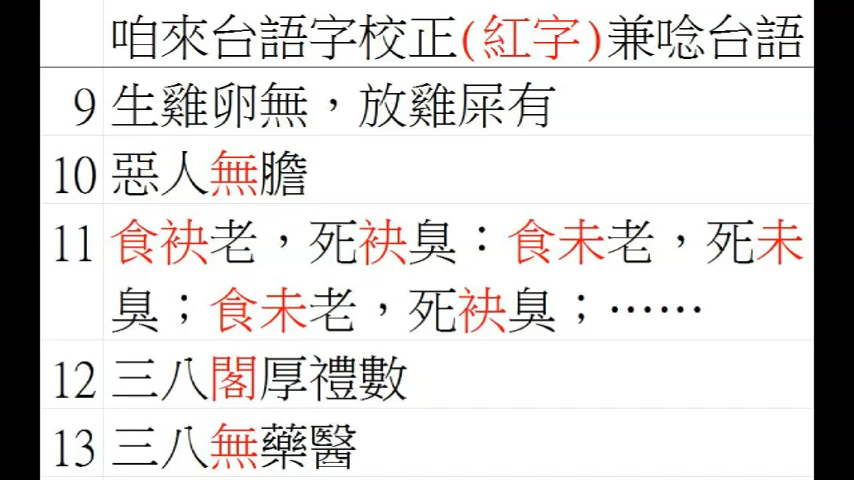 咱來台語字校正(紅字)兼唸台語
9 生雞卵無，放雞屎有
10 惡人無膽
11 食袂老，死袂臭：食未老，死未
臭；食未老，死袂臭；……
12 三八閣厚禮數
13 三八無藥醫